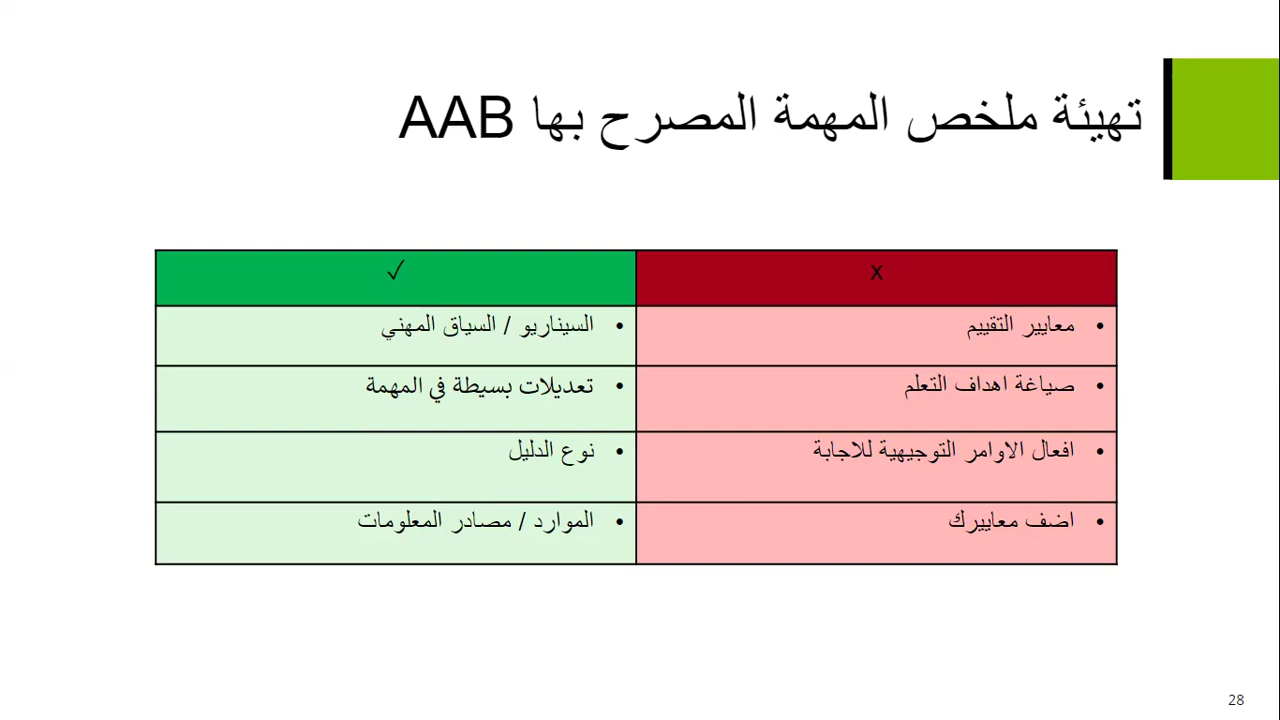 تهيئة ملخص المهمة المصرح بها AAB
x
✓
• معايير التقييم
• السيناريو / السياق المهني
• صياغة اهداف التعلم
• تعديلات بسيطة في المهمة
• افعال الاوامر التوجيهية للاجابة
• نوع الدليل
• اضف معاييرك
• الموارد / مصادر المعلومات
28